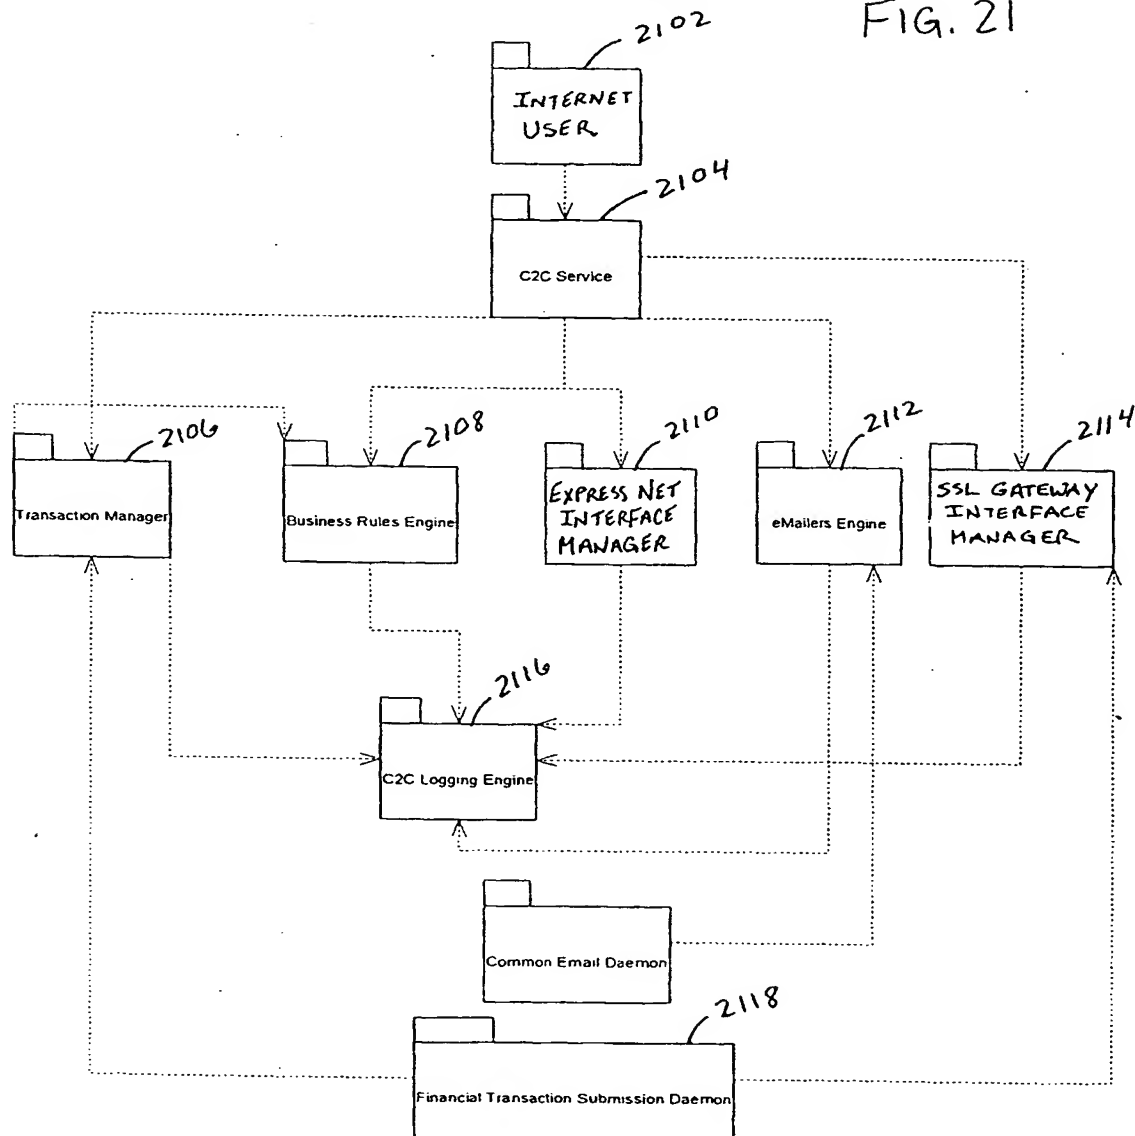 FIG. 21
2102
INTERNET
USER
2104
C2C Service
2106
2108
2110
2112
2114
Transaction Manager
Business Rules Engine
EXPRESS NET
INTERFACE
MANAGER
eMailers Engine
SSL GATEWAY
INTERFACE
MANAGER
2116
C2C Logging Engine
Common Email Daemon
2118
Financial Transaction Submission Daemon